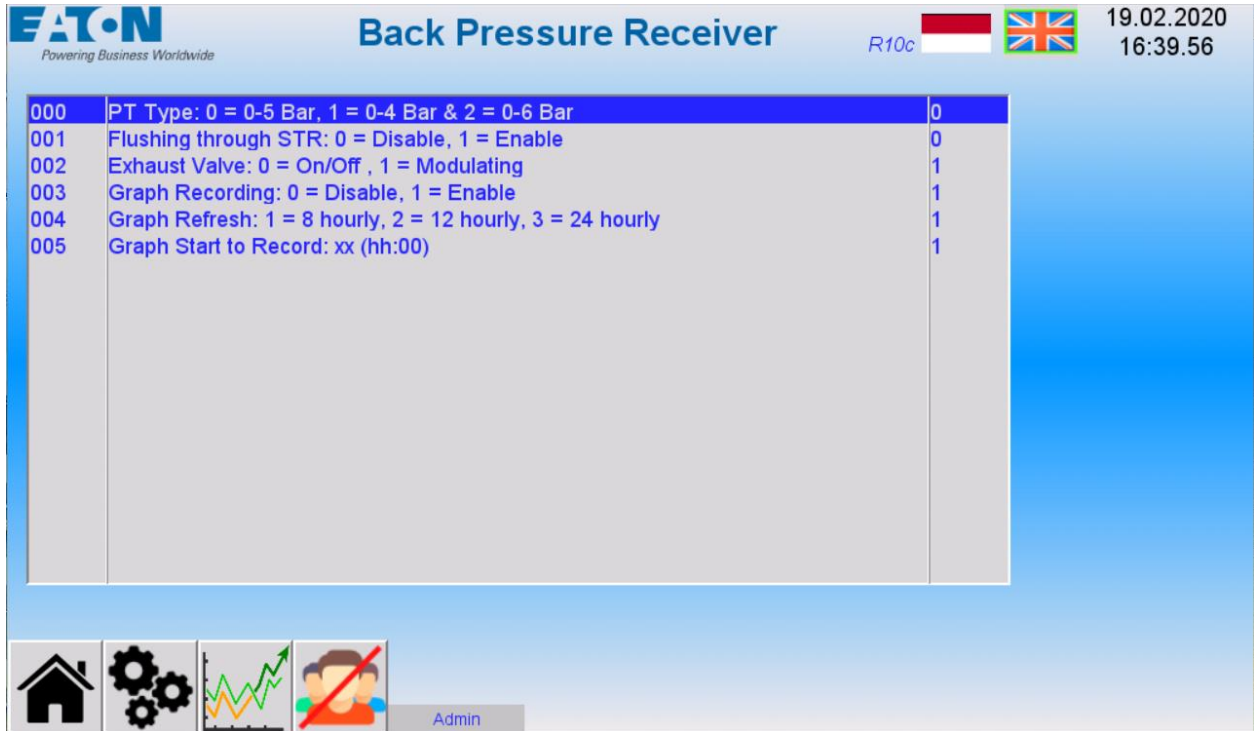 EATON
Powering Business Worldwide
Back Pressure Receiver
R10c
19.02.2020
16:39.56
000 PT Type: 0 = 0-5 Bar, 1 = 0-4 Bar & 2 = 0-6 Bar 0
001 Flushing through STR: 0 = Disable, 1 = Enable 0
002 Exhaust Valve: 0 = On/Off , 1 = Modulating 1
003 Graph Recording: 0 = Disable, 1 = Enable 1
004 Graph Refresh: 1 = 8 hourly, 2 = 12 hourly, 3 = 24 hourly 1
005 Graph Start to Record: xx (hh:00) 1
Admin